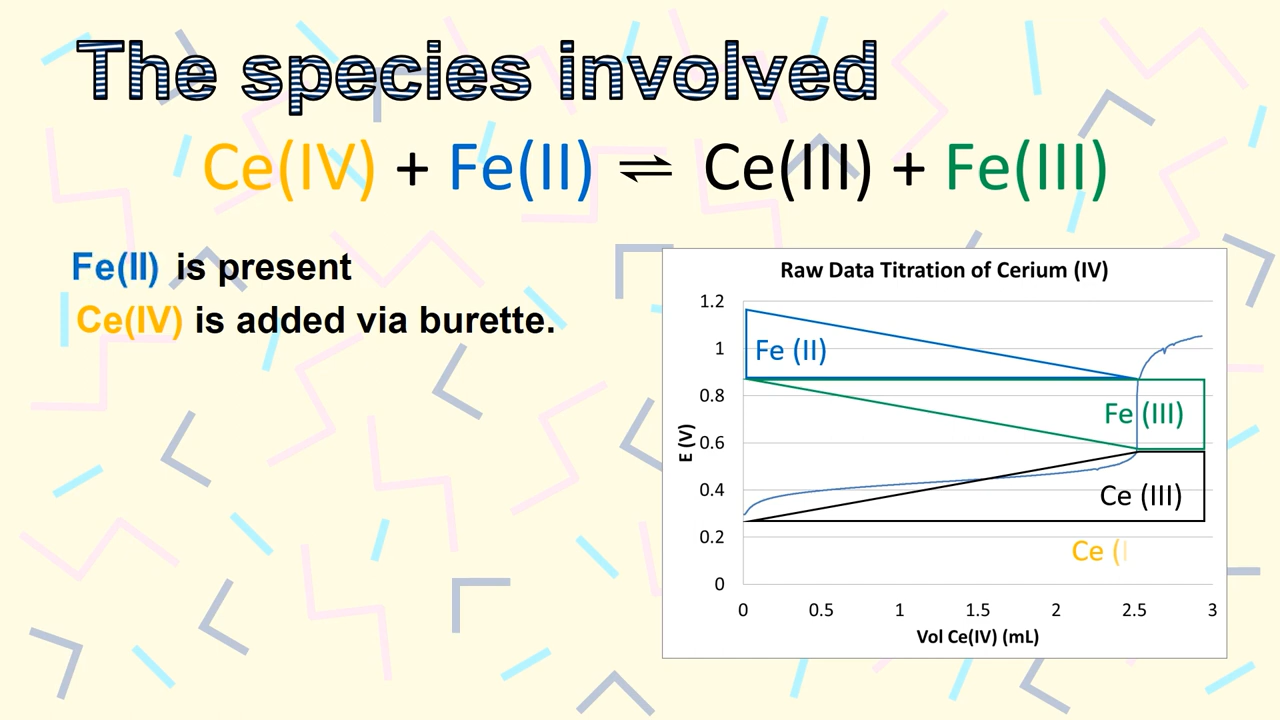 The species involved
Ce(IV) + Fe(II) ⇌ Ce(III) + Fe(III)
Fe(II) is present
Ce(IV) is added via burette.
Raw Data Titration of Cerium (IV)
1.2
1
0.8
0.6
0.4
0.2
0
E (V)
Fe (II)
Fe (III)
Ce (III)
Ce (I
0 0.5 1 1.5 2 2.5 3
Vol Ce(IV) (mL)